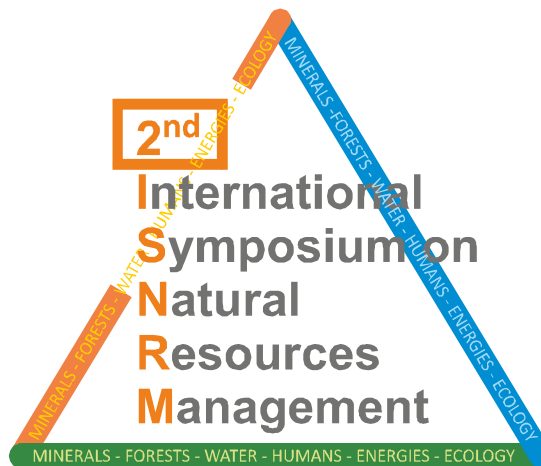 2nd
International
Symposium on
Natural
Resources
Management
MINERALS - FORESTS - WATER - HUMANS - ENERGIES - ECOLOGY
MINERALS -FORESTS - WATER - HUMANS - ENERGIES - ECOLOGY
MINERALS - FORESTS - WATER - HUMANS - ENERGIES - ECOLOGY